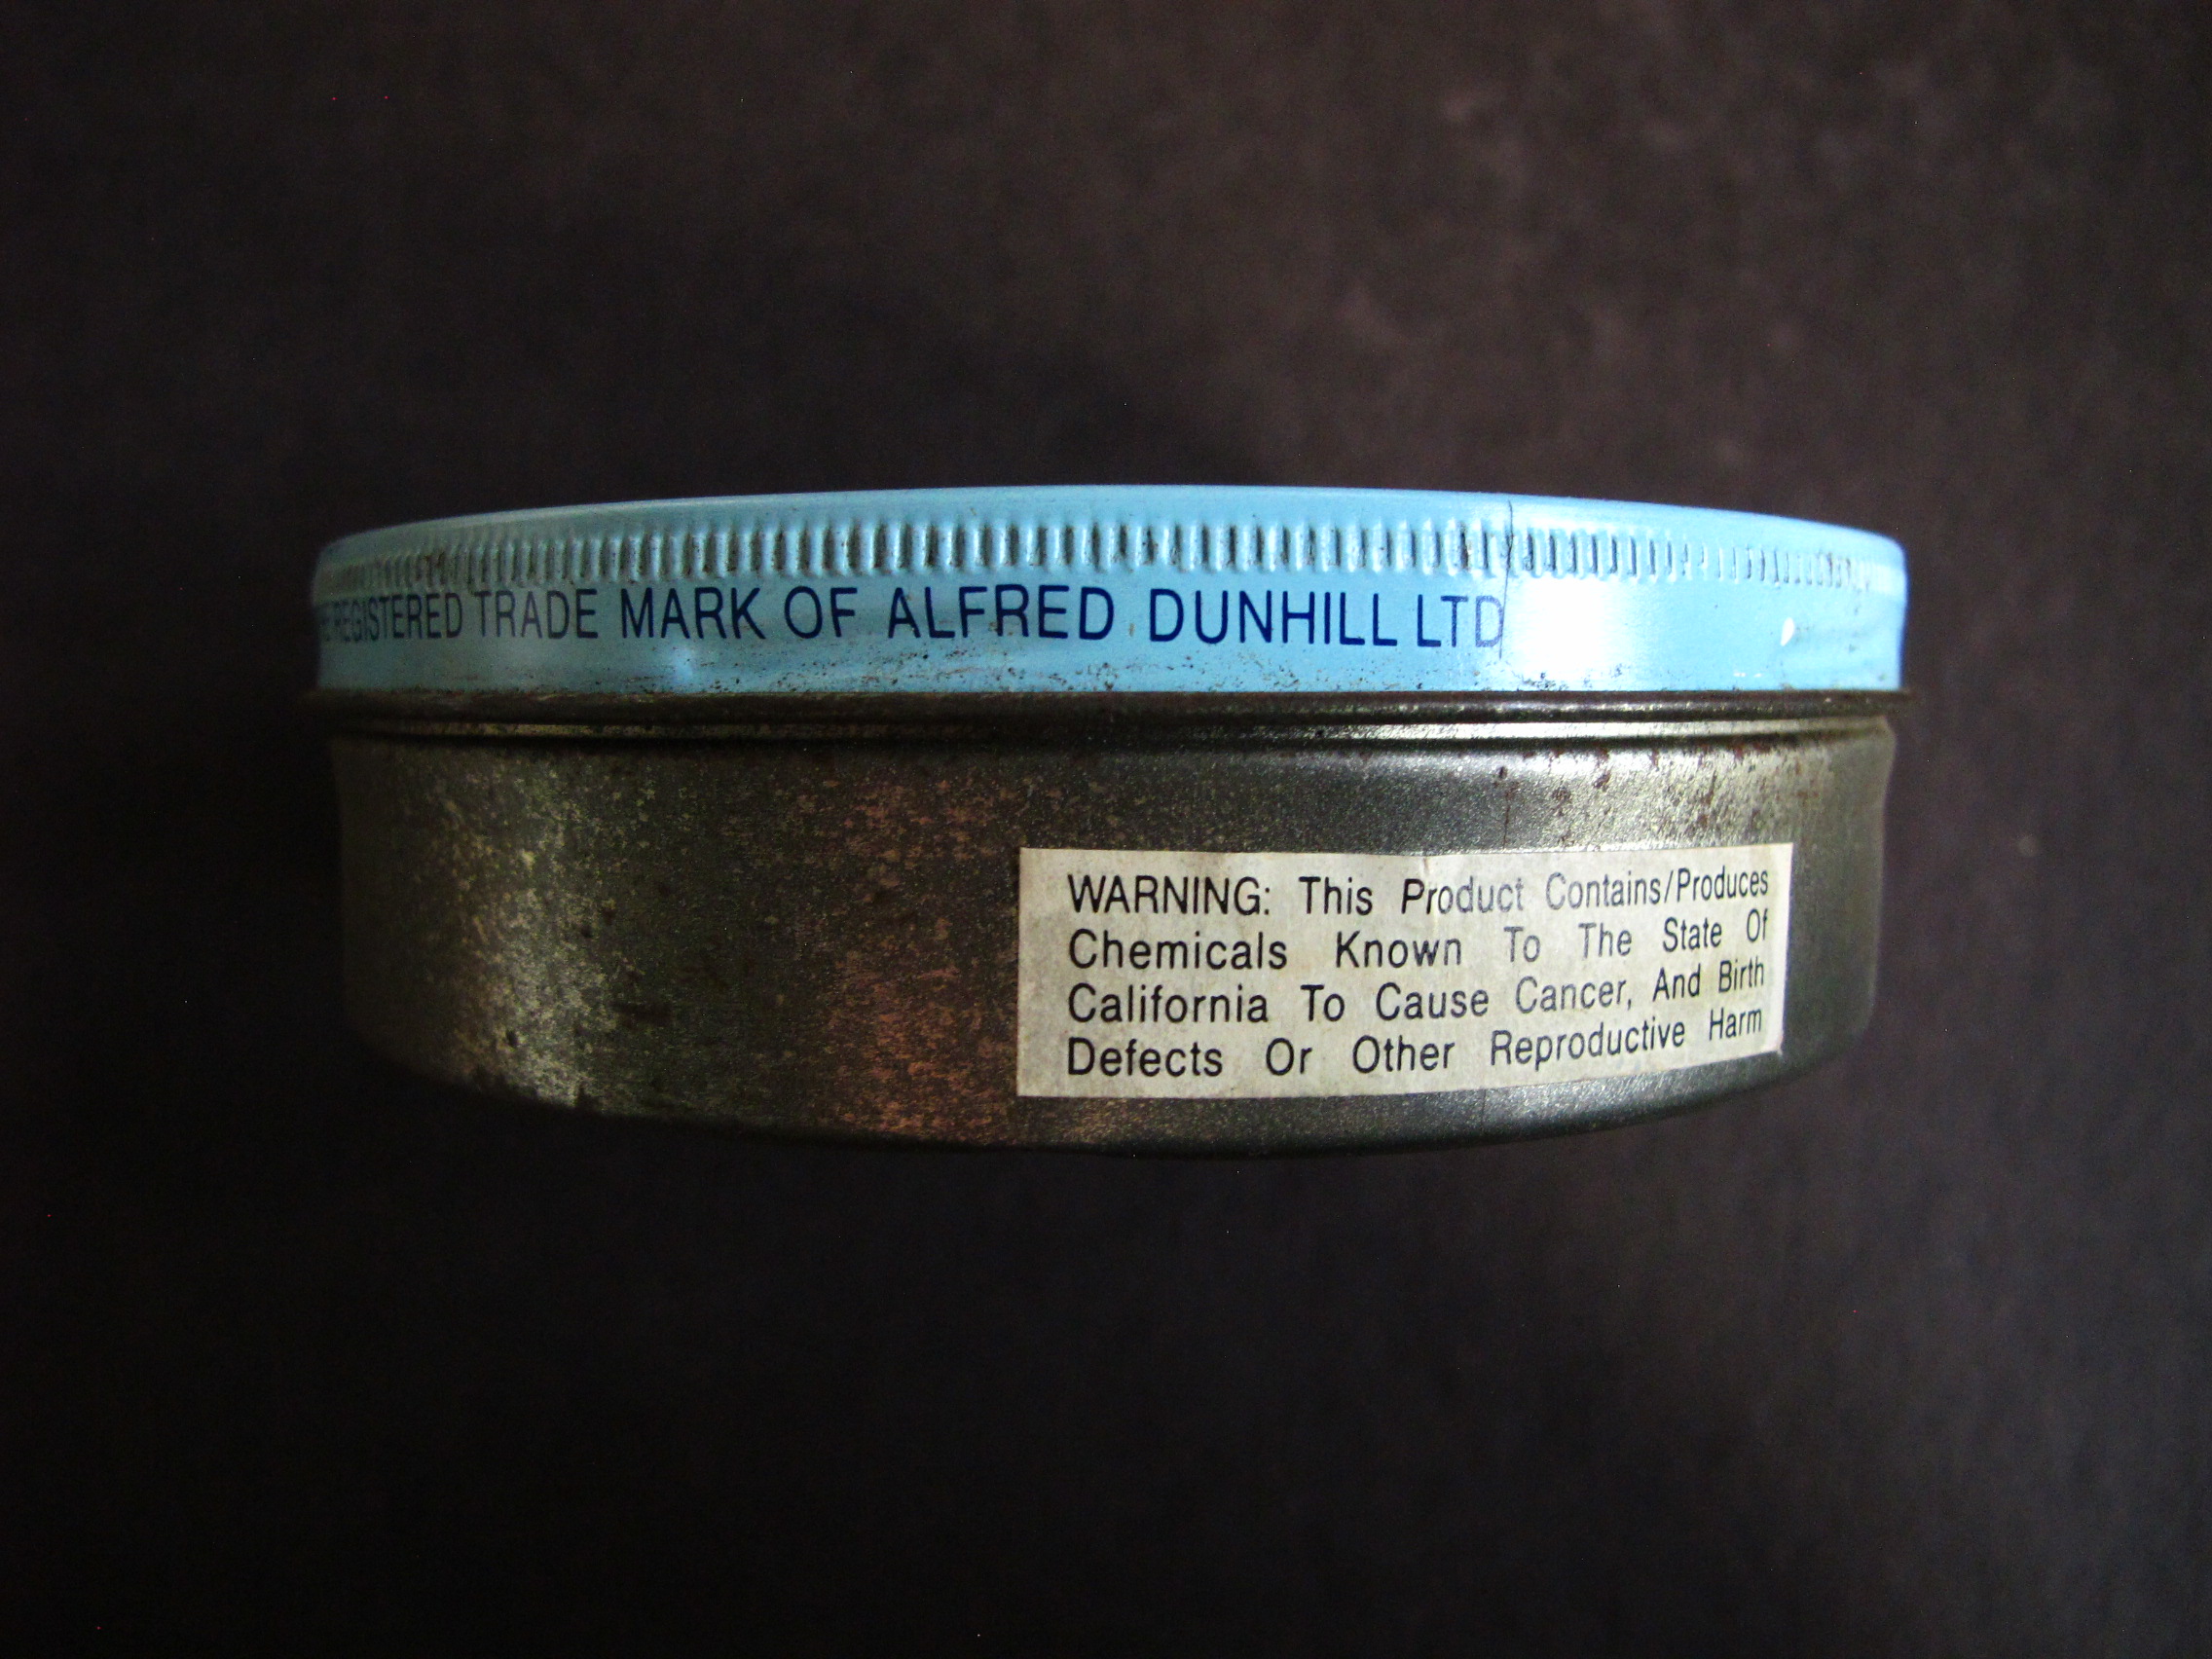 REGISTERED TRADE MARK OF ALFRED DUNHILL LTD
WARNING: This Product Contains/Produces
Chemicals Known To The State Of
California To Cause Cancer, And Birth
Defects Or Other Reproductive Harm